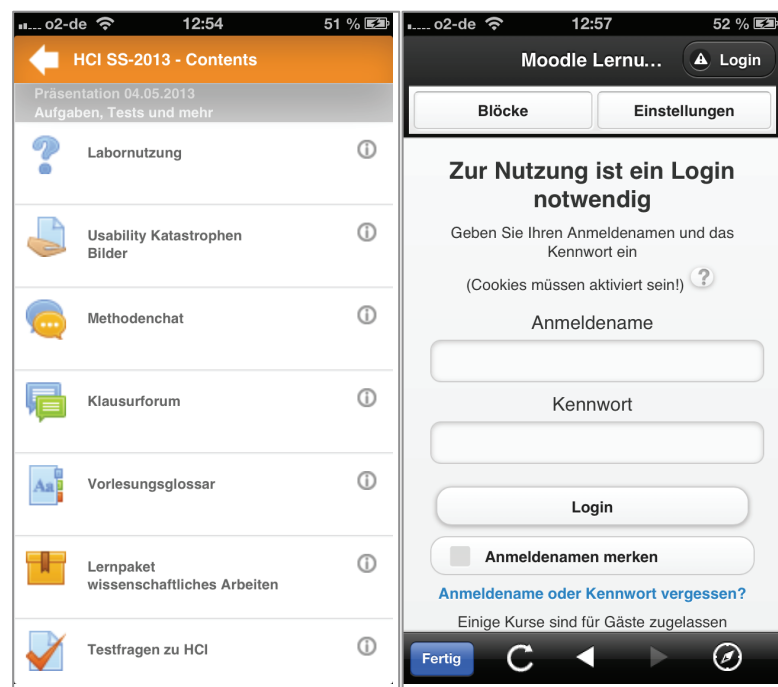 o2-de 12:54 51 %
HCI SS-2013 - Contents
Präsentation 04.05.2013
Aufgaben, Tests und mehr
Labornutzung
Usability Katastrophen
Bilder
Methodenchat
Klausurforum
Aa
Vorlesungsglossar
Lernpaket
wissenschaftliches Arbeiten
Testfragen zu HCI
o2-de 12:57 52 %
Moodle Lernu... Login
Blöcke Einstellungen
Zur Nutzung ist ein Login
notwendig
Geben Sie Ihren Anmeldenamen und das
Kennwort ein
(Cookies müssen aktiviert sein!) ?
Anmeldename
Kennwort
Login
Anmeldenamen merken
Anmeldename oder Kennwort vergessen?
Einige Kurse sind für Gäste zugelassen
Fertig